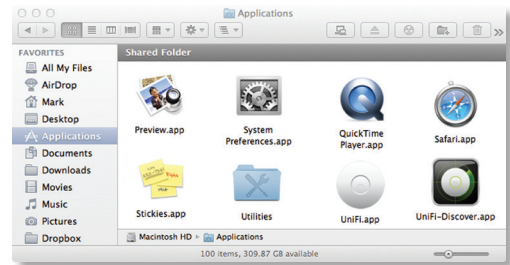 Applications
FAVORITES
All My Files
AirDrop
Mark
Desktop
Applications
Documents
Downloads
Movies
Music
Pictures
Dropbox
Shared Folder
Preview.app
System
Preferences.app
QuickTime
Player.app
Safari.app
Stickies.app
Utilities
UniFi.app
UniFi-Discover.app
Macintosh HD ▸ Applications
100 items, 309.87 GB available